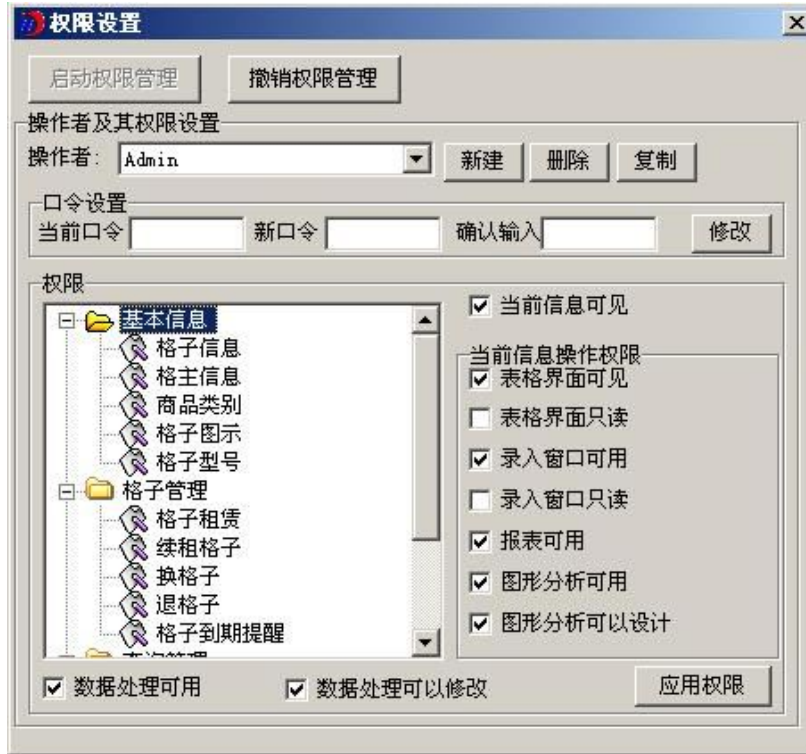 权限设置
启动权限管理 撤销权限管理
操作者及其权限设置
操作者: Admin 新建 删除 复制
口令设置
当前口令 新口令 确认输入 修改
权限
基本信息
格子信息
格主信息
商品类别
格子图示
格子型号
格子管理
格子租赁
续租格子
换格子
退格子
格子到期提醒
查询管理
当前信息可见
当前信息操作权限
表格界面可见
表格界面只读
录入窗口可用
录入窗口只读
报表可用
图形分析可用
图形分析可以设计
数据处理可用 数据处理可以修改 应用权限